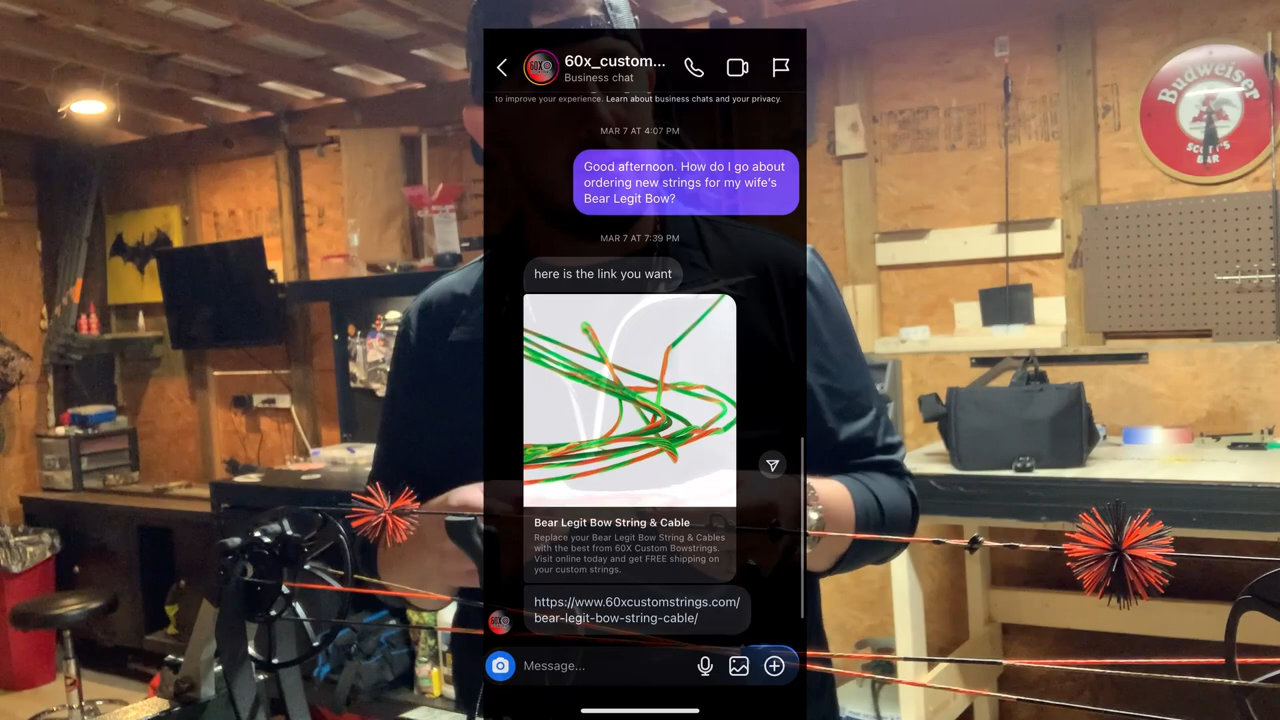 60x_custom...
Business chat
to improve your experience. Learn about business chats and your privacy.
MAR 7 AT 4:07 PM
Good afternoon. How do I go about
ordering new strings for my wife's
Bear Legit Bow?
MAR 7 AT 7:39 PM
here is the link you want
Bear Legit Bow String & Cable
Replace your Bear Legit Bow String & Cables
with the best from 60X Custom Bowstrings.
Visit online today and get FREE shipping on
your custom strings.
https://www.60xcustomstrings.com/
bear-legit-bow-string-cable/
60X
Message...
Budweiser
SCOTT'S
BAR